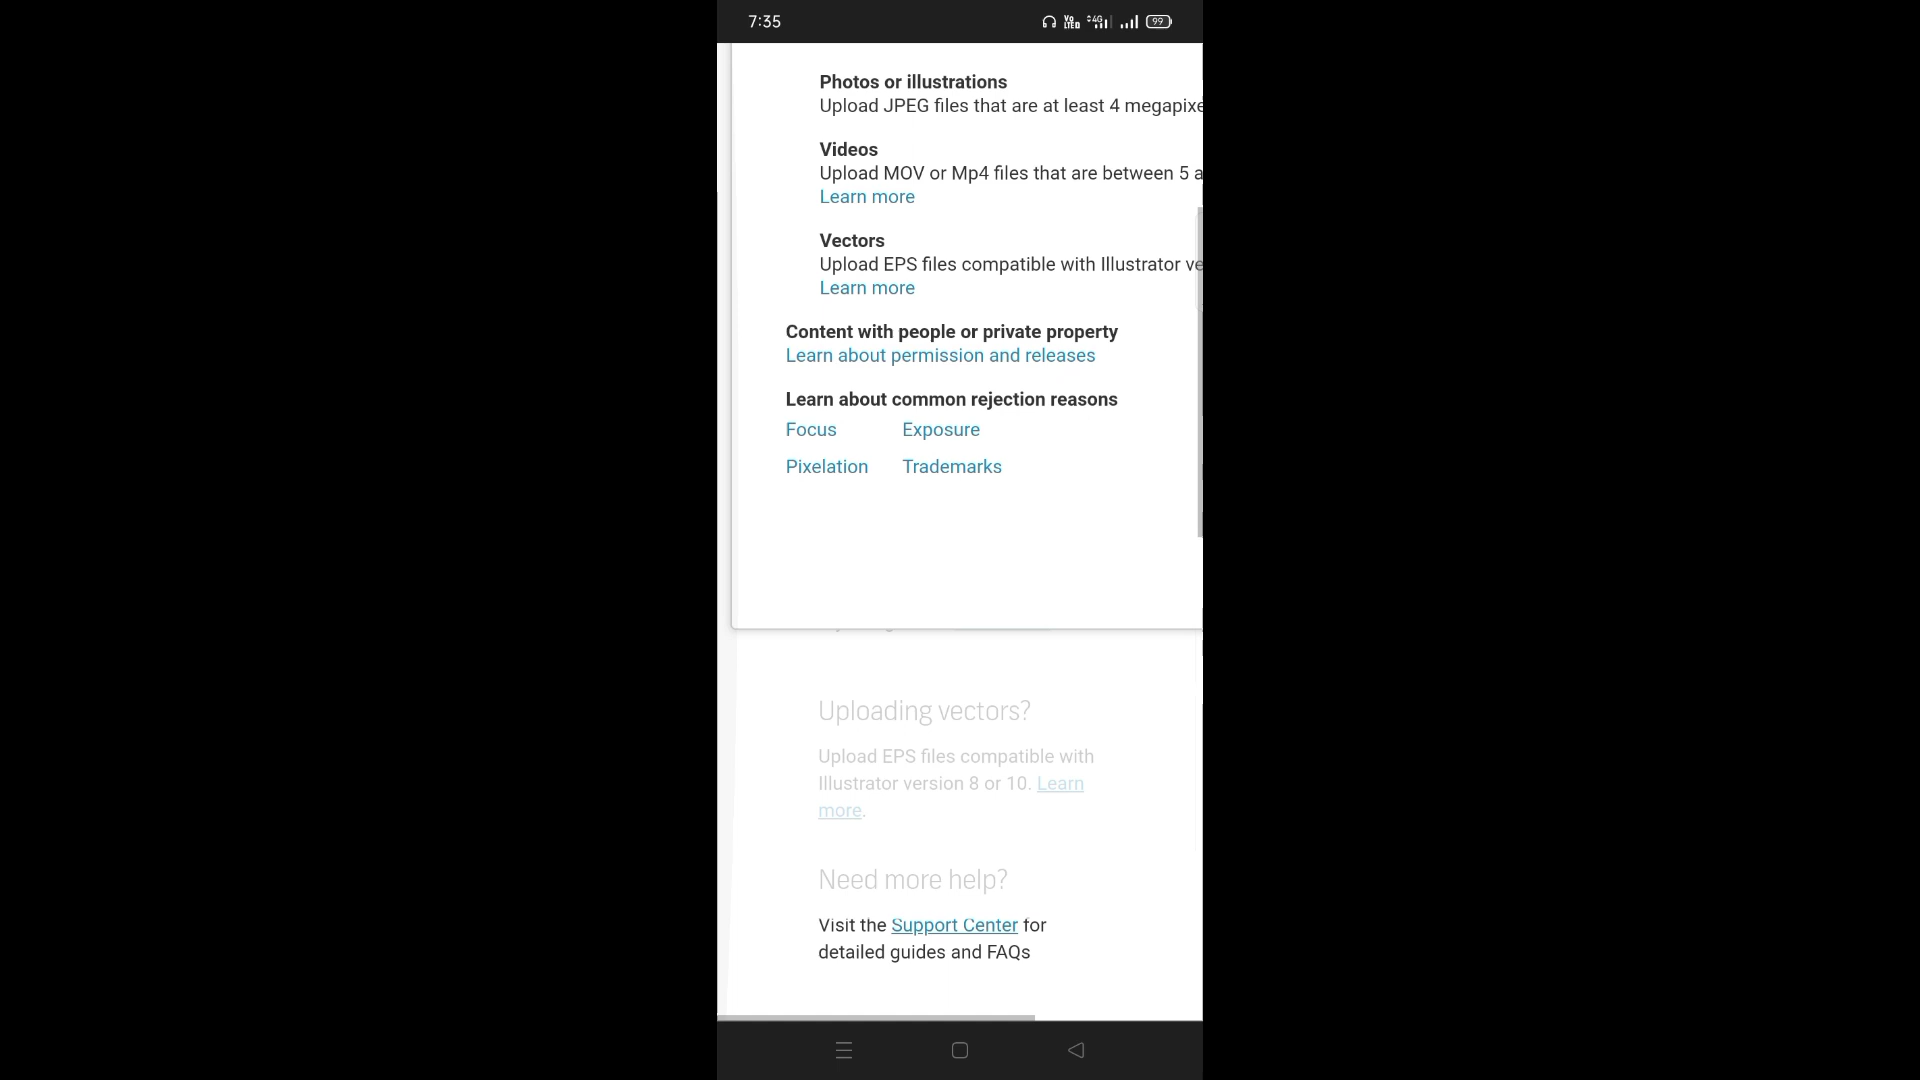 7:35
Vo
LTE
4G
99
Photos or illustrations
Upload JPEG files that are at least 4 megapixe
Videos
Upload MOV or Mp4 files that are between 5 a
Learn more
Vectors
Upload EPS files compatible with Illustrator ve
Learn more
Content with people or private property
Learn about permission and releases
Learn about common rejection reasons
Focus Exposure
Pixelation Trademarks
Uploading vectors?
Upload EPS files compatible with
Illustrator version 8 or 10. Learn
more.
Need more help?
Visit the Support Center for
detailed guides and FAQs